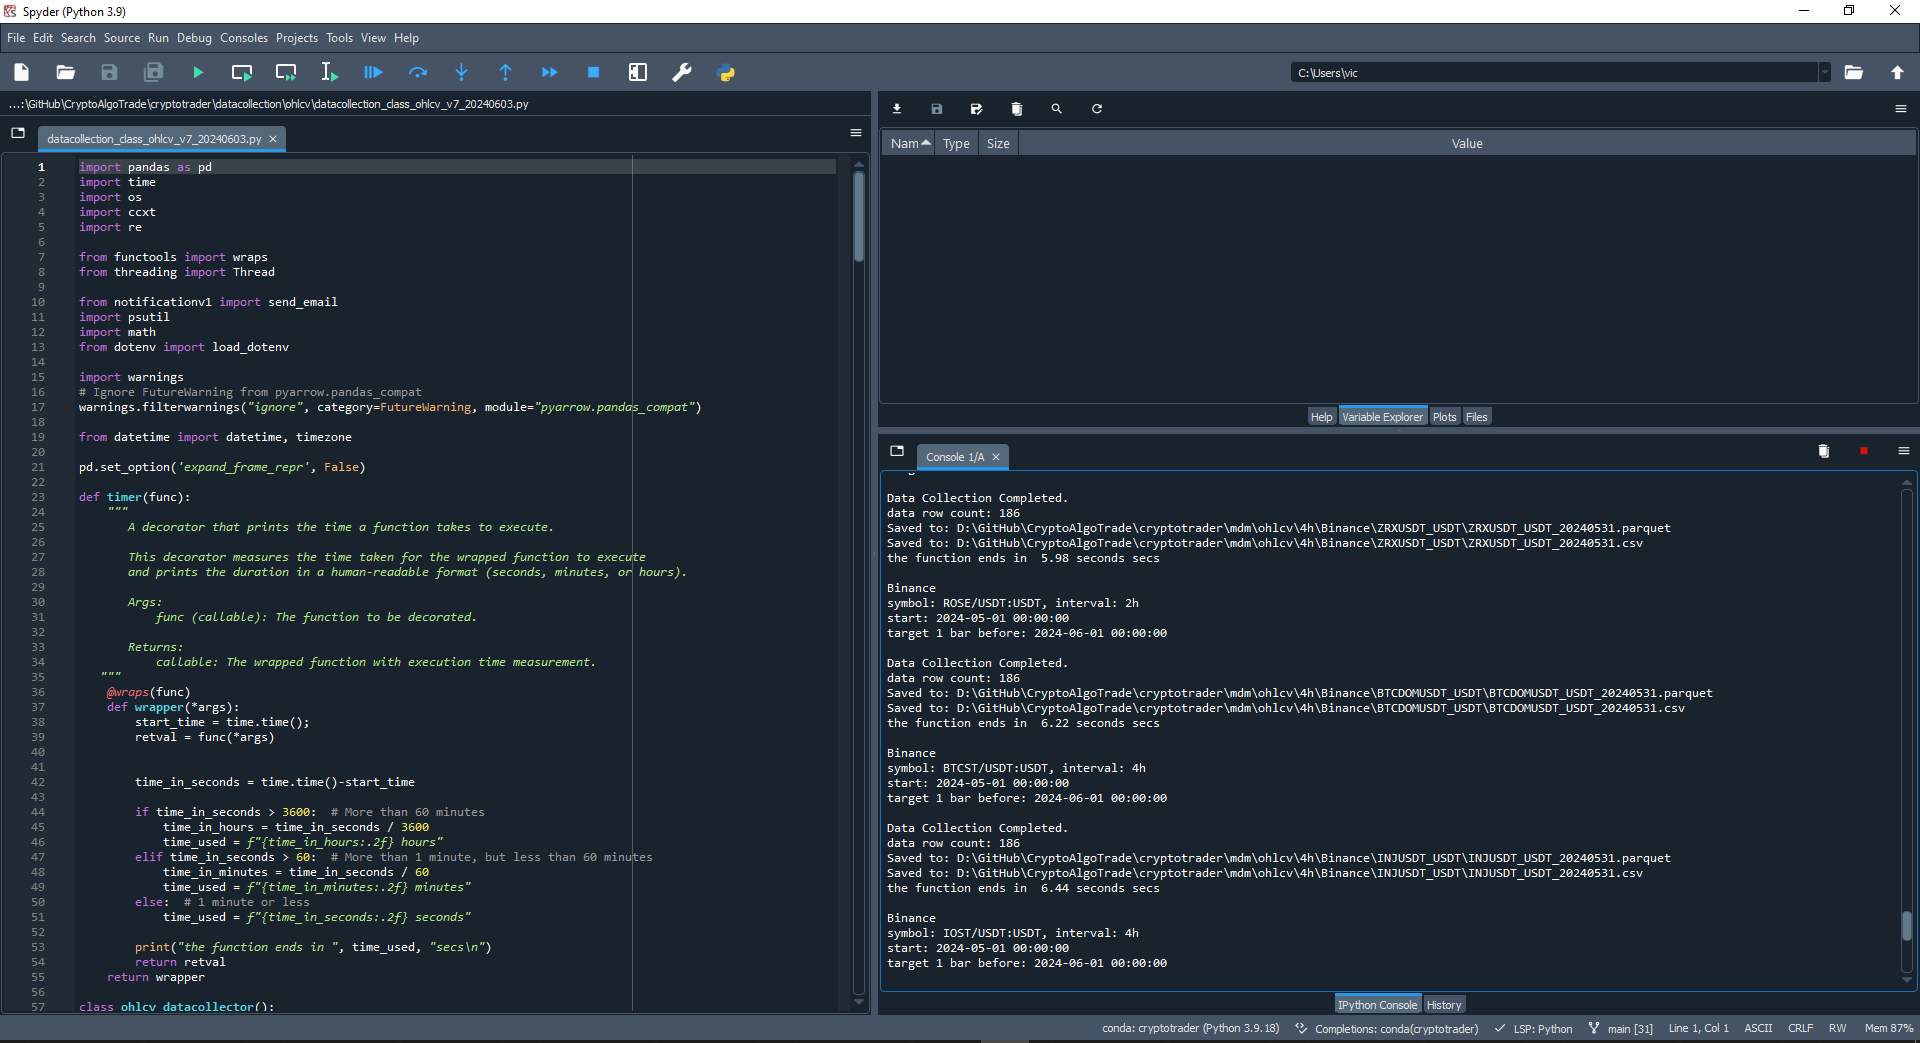 Spyder (Python 3.9)
File Edit Search Source Run Debug Consoles Projects Tools View Help
C:\Users\vic
...:\GitHub\CryptoAlgoTrade\cryptotrader\datacollection\ohlcv\datacollection_class_ohlcv_v7_20240603.py
datacollection_class_ohlcv_v7_20240603.py
1 import pandas as pd
2 import time
3 import os
4 import ccxt
5 import re
6
7 from functools import wraps
8 from threading import Thread
9
10 from notificationv1 import send_email
11 import psutil
12 import math
13 from dotenv import load_dotenv
14
15 import warnings
16 # Ignore FutureWarning from pyarrow.pandas_compat
17 warnings.filterwarnings("ignore", category=FutureWarning, module="pyarrow.pandas_compat")
18
19 from datetime import datetime, timezone
20
21 pd.set_option('expand_frame_repr', False)
22
23 def timer(func):
24     """
25        A decorator that prints the time a function takes to execute.
26
27        This decorator measures the time taken for the wrapped function to execute
28        and prints the duration in a human-readable format (seconds, minutes, or hours).
29
30        Args:
31            func (callable): The function to be decorated.
32
33        Returns:
34            callable: The wrapped function with execution time measurement.
35    """
36     @wraps(func)
37     def wrapper(*args):
38         start_time = time.time();
39         retval = func(*args)
40
41
42         time_in_seconds = time.time()-start_time
43
44         if time_in_seconds > 3600:  # More than 60 minutes
45             time_in_hours = time_in_seconds / 3600
46             time_used = f"{time_in_hours:.2f} hours"
47         elif time_in_seconds > 60:  # More than 1 minute, but less than 60 minutes
48             time_in_minutes = time_in_seconds / 60
49             time_used = f"{time_in_minutes:.2f} minutes"
50         else:  # 1 minute or less
51             time_used = f"{time_in_seconds:.2f} seconds"
52
53         print("the function ends in ", time_used, "secs\n")
54         return retval
55     return wrapper
56
57 class ohlcv_datacollector():
Nam Type Size Value
Help Variable Explorer Plots Files
Console 1/A
Data Collection Completed.
data row count: 186
Saved to: D:\GitHub\CryptoAlgoTrade\cryptotrader\mdm\ohlcv\4h\Binance\ZRXUSDT_USDT\ZRXUSDT_USDT_20240531.parquet
Saved to: D:\GitHub\CryptoAlgoTrade\cryptotrader\mdm\ohlcv\4h\Binance\ZRXUSDT_USDT\ZRXUSDT_USDT_20240531.csv
the function ends in  5.98 seconds secs
Binance
symbol: ROSE/USDT:USDT, interval: 2h
start: 2024-05-01 00:00:00
target 1 bar before: 2024-06-01 00:00:00
Data Collection Completed.
data row count: 186
Saved to: D:\GitHub\CryptoAlgoTrade\cryptotrader\mdm\ohlcv\4h\Binance\BTCDOMUSDT_USDT\BTCDOMUSDT_USDT_20240531.parquet
Saved to: D:\GitHub\CryptoAlgoTrade\cryptotrader\mdm\ohlcv\4h\Binance\BTCDOMUSDT_USDT\BTCDOMUSDT_USDT_20240531.csv
the function ends in  6.22 seconds secs
Binance
symbol: BTCST/USDT:USDT, interval: 4h
start: 2024-05-01 00:00:00
target 1 bar before: 2024-06-01 00:00:00
Data Collection Completed.
data row count: 186
Saved to: D:\GitHub\CryptoAlgoTrade\cryptotrader\mdm\ohlcv\4h\Binance\INJUSDT_USDT\INJUSDT_USDT_20240531.parquet
Saved to: D:\GitHub\CryptoAlgoTrade\cryptotrader\mdm\ohlcv\4h\Binance\INJUSDT_USDT\INJUSDT_USDT_20240531.csv
the function ends in  6.44 seconds secs
Binance
symbol: IOST/USDT:USDT, interval: 4h
start: 2024-05-01 00:00:00
target 1 bar before: 2024-06-01 00:00:00
IPython Console History
conda: cryptotrader (Python 3.9.18) Completions: conda(cryptotrader) LSP: Python main [31] Line 1, Col 1 ASCII CRLF RW Mem 87%